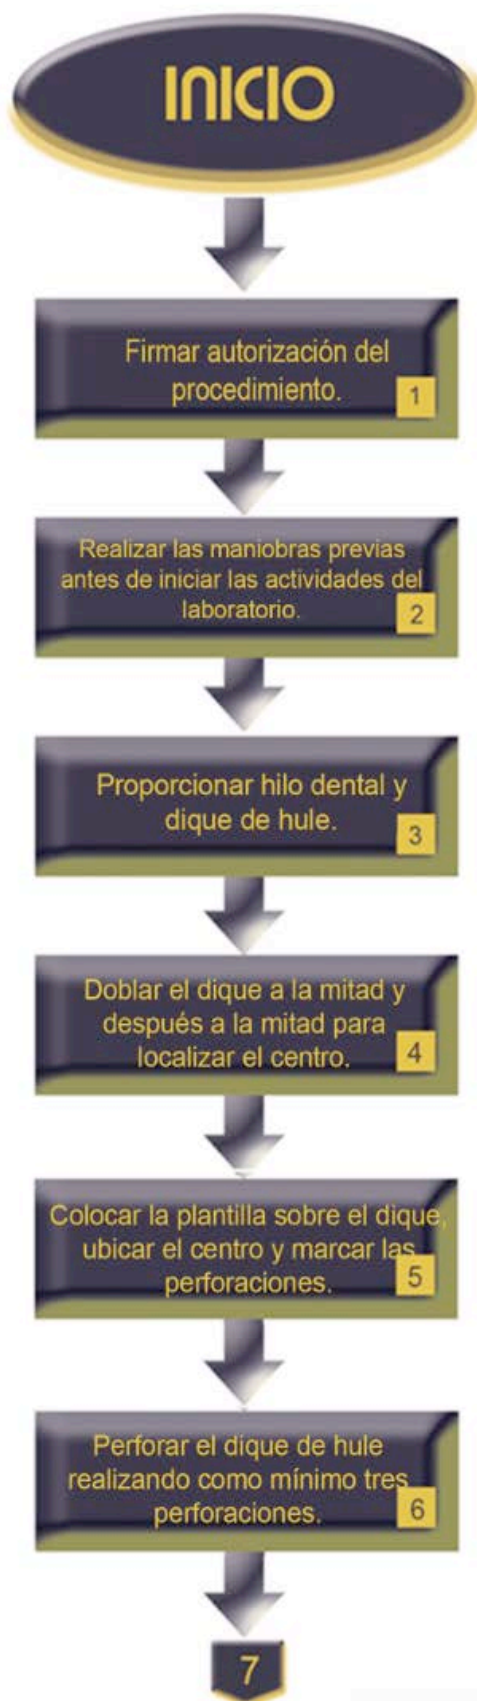 INICIO
Firmar autorización del
procedimiento.
1
Realizar las maniobras previas
antes de iniciar las actividades del
laboratorio.
2
Proporcionar hilo dental y
dique de hule.
3
Doblar el dique a la mitad y
después a la mitad para
localizar el centro.
4
Colocar la plantilla sobre el dique,
ubicar el centro y marcar las
perforaciones.
5
Perforar el dique de hule
realizando como mínimo tres
perforaciones.
6
7